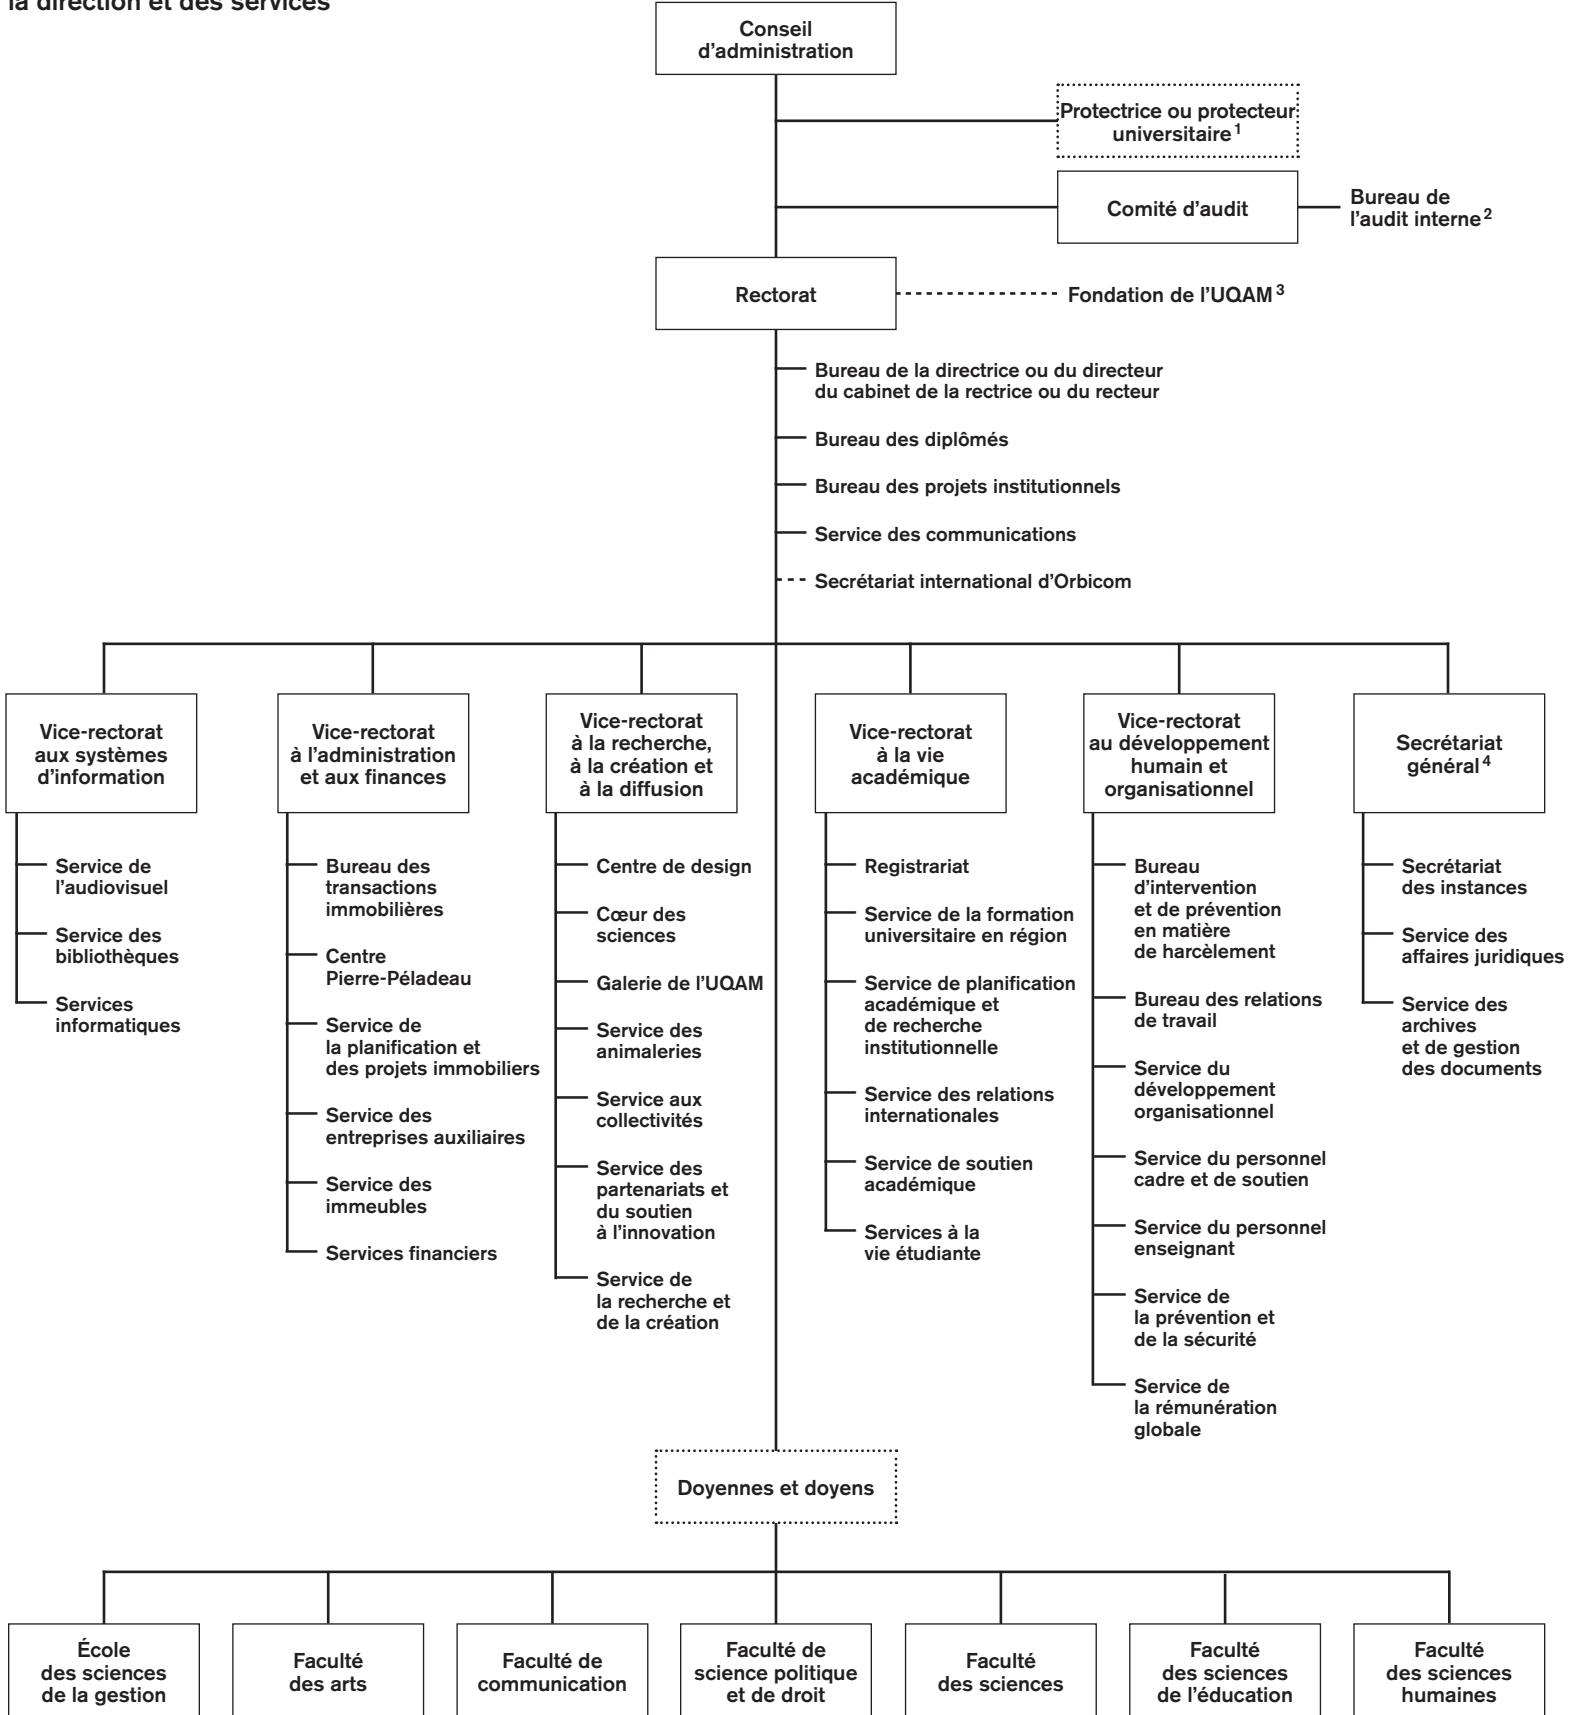 la direction et des services
Conseil
d'administration
Protectrice ou protecteur
universitaire 1
Comité d'audit
Bureau de
l'audit interne 2
Rectorat
Fondation de l'UQAM 3
Bureau de la directrice ou du directeur
du cabinet de la rectrice ou du recteur
Bureau des diplômés
Bureau des projets institutionnels
Service des communications
Secrétariat international d'Orbicom
Vice-rectorat
aux systèmes
d'information
Service de
l'audiovisuel
Service des
bibliothèques
Services
informatiques
Vice-rectorat
à l'administration
et aux finances
Bureau des
transactions
immobilières
Centre
Pierre-Péladeau
Service de
la planification et
des projets immobiliers
Service des
entreprises auxiliaires
Service des
immeubles
Services financiers
Vice-rectorat
à la recherche,
à la création et
à la diffusion
Centre de design
Cœur des
sciences
Galerie de l'UQAM
Service des
animaleries
Service aux
collectivités
Service des
partenariats et
du soutien
à l'innovation
Service de
la recherche et
de la création
Vice-rectorat
à la vie
académique
Registrariat
Service de la formation
universitaire en région
Service de planification
académique et
de recherche
institutionnelle
Service des relations
internationales
Service de soutien
académique
Services à la
vie étudiante
Vice-rectorat
au développement
humain et
organisationnel
Bureau
d'intervention
et de prévention
en matière
de harcèlement
Bureau des relations
de travail
Service du
développement
organisationnel
Service du personnel
cadre et de soutien
Service du personnel
enseignant
Service de
la prévention et
de la sécurité
Service de
la rémunération
globale
Secrétariat
général 4
Secrétariat
des instances
Service des
affaires juridiques
Service des
archives
et de gestion
des documents
Doyennes et doyens
École
des sciences
de la gestion
Faculté
des arts
Faculté de
communication
Faculté de
science politique
et de droit
Faculté
des sciences
Faculté
des sciences
de l'éducation
Faculté
des sciences
humaines